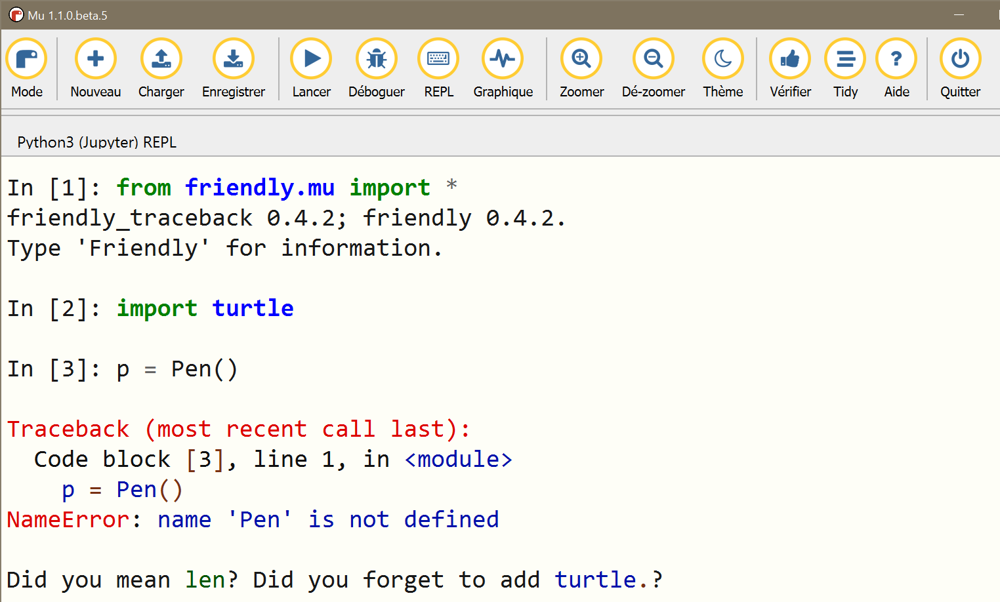 Mu 1.1.0.beta.5
Mode Nouveau Charger Enregistrer Lancer Déboguer REPL Graphique Zoomer Dé-zoomer Thème Vérifier Tidy Aide Quitter
Python3 (Jupyter) REPL
In [1]: from friendly.mu import *
friendly_traceback 0.4.2; friendly 0.4.2.
Type 'Friendly' for information.
In [2]: import turtle
In [3]: p = Pen()
Traceback (most recent call last):
  Code block [3], line 1, in <module>
    p = Pen()
NameError: name 'Pen' is not defined
Did you mean len? Did you forget to add turtle.?